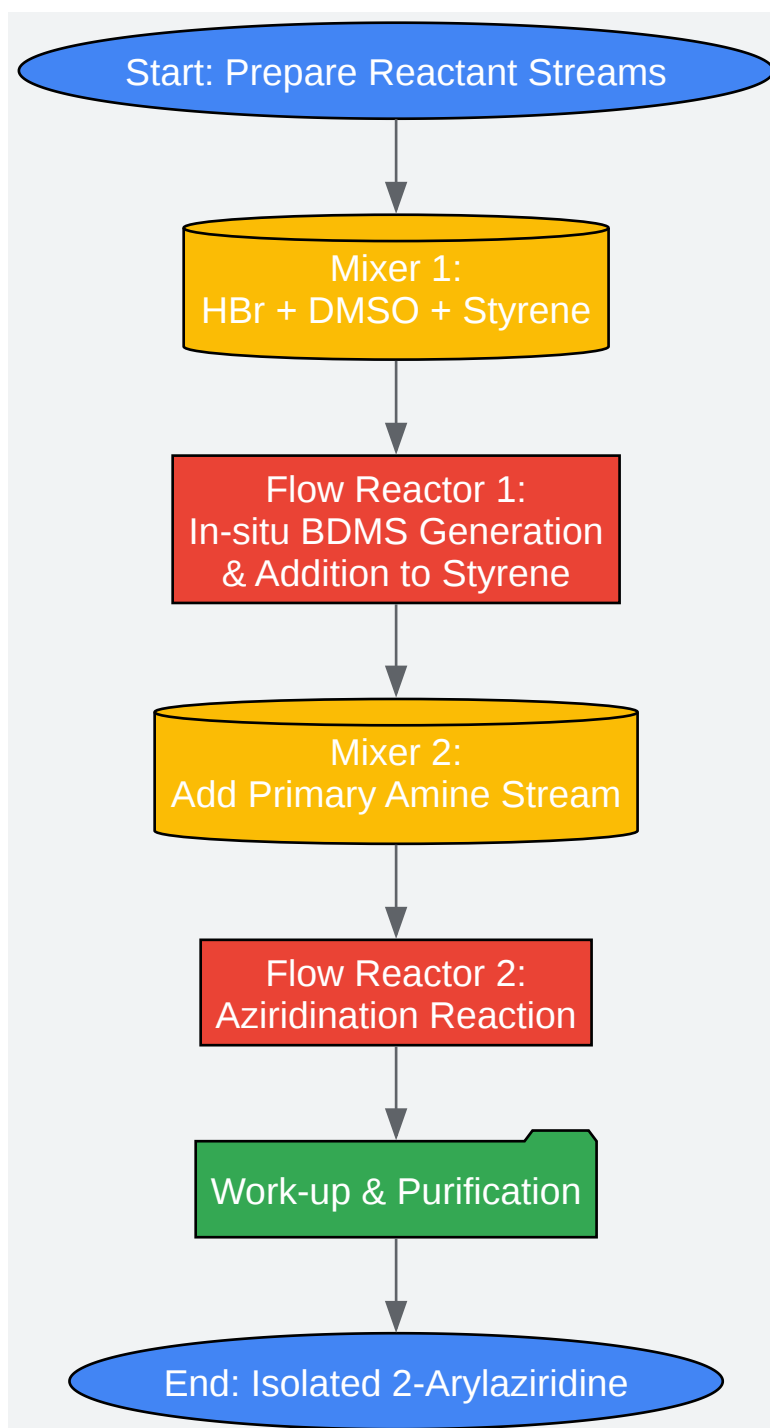 Start: Prepare Reactant Streams
Mixer 1:
HBr + DMSO + Styrene
Flow Reactor 1:
In-situ BDMS Generation
& Addition to Styrene
Mixer 2:
Add Primary Amine Stream
Flow Reactor 2:
Aziridination Reaction
Work-up & Purification
End: Isolated 2-Arylaziridine